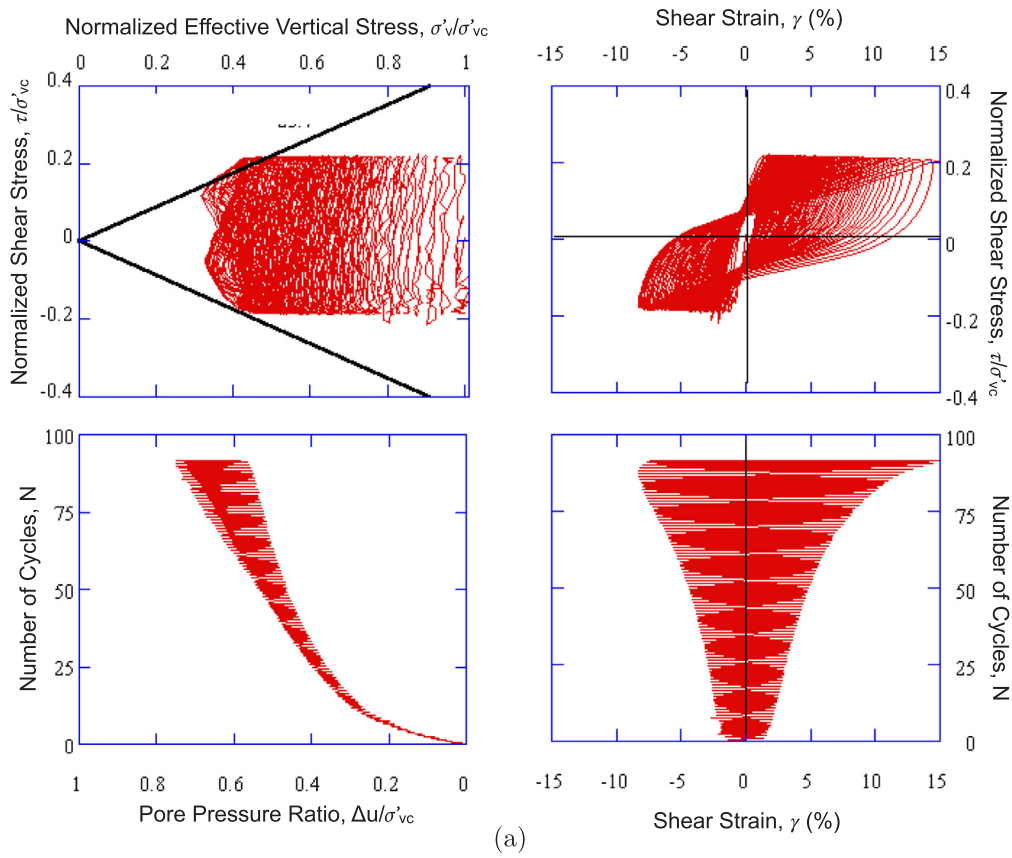 Normalized Effective Vertical Stress, σ'v/σ'vc
0 0.2 0.4 0.6 0.8 1
Normalized Shear Stress, τ/σ'vc
0.4
0.2
0
-0.2
-0.4
Shear Strain, γ (%)
-15 -10 -5 0 5 10 15
0.4
0.2
0
-0.2
-0.4
Normalized Shear Stress, τ/σ'vc
Number of Cycles, N
100
75
50
25
0
1 0.8 0.6 0.4 0.2 0
Pore Pressure Ratio, Δu/σ'vc
100
75
50
25
0
Number of Cycles, N
-15 -10 -5 0 5 10 15
Shear Strain, γ (%)
(a)